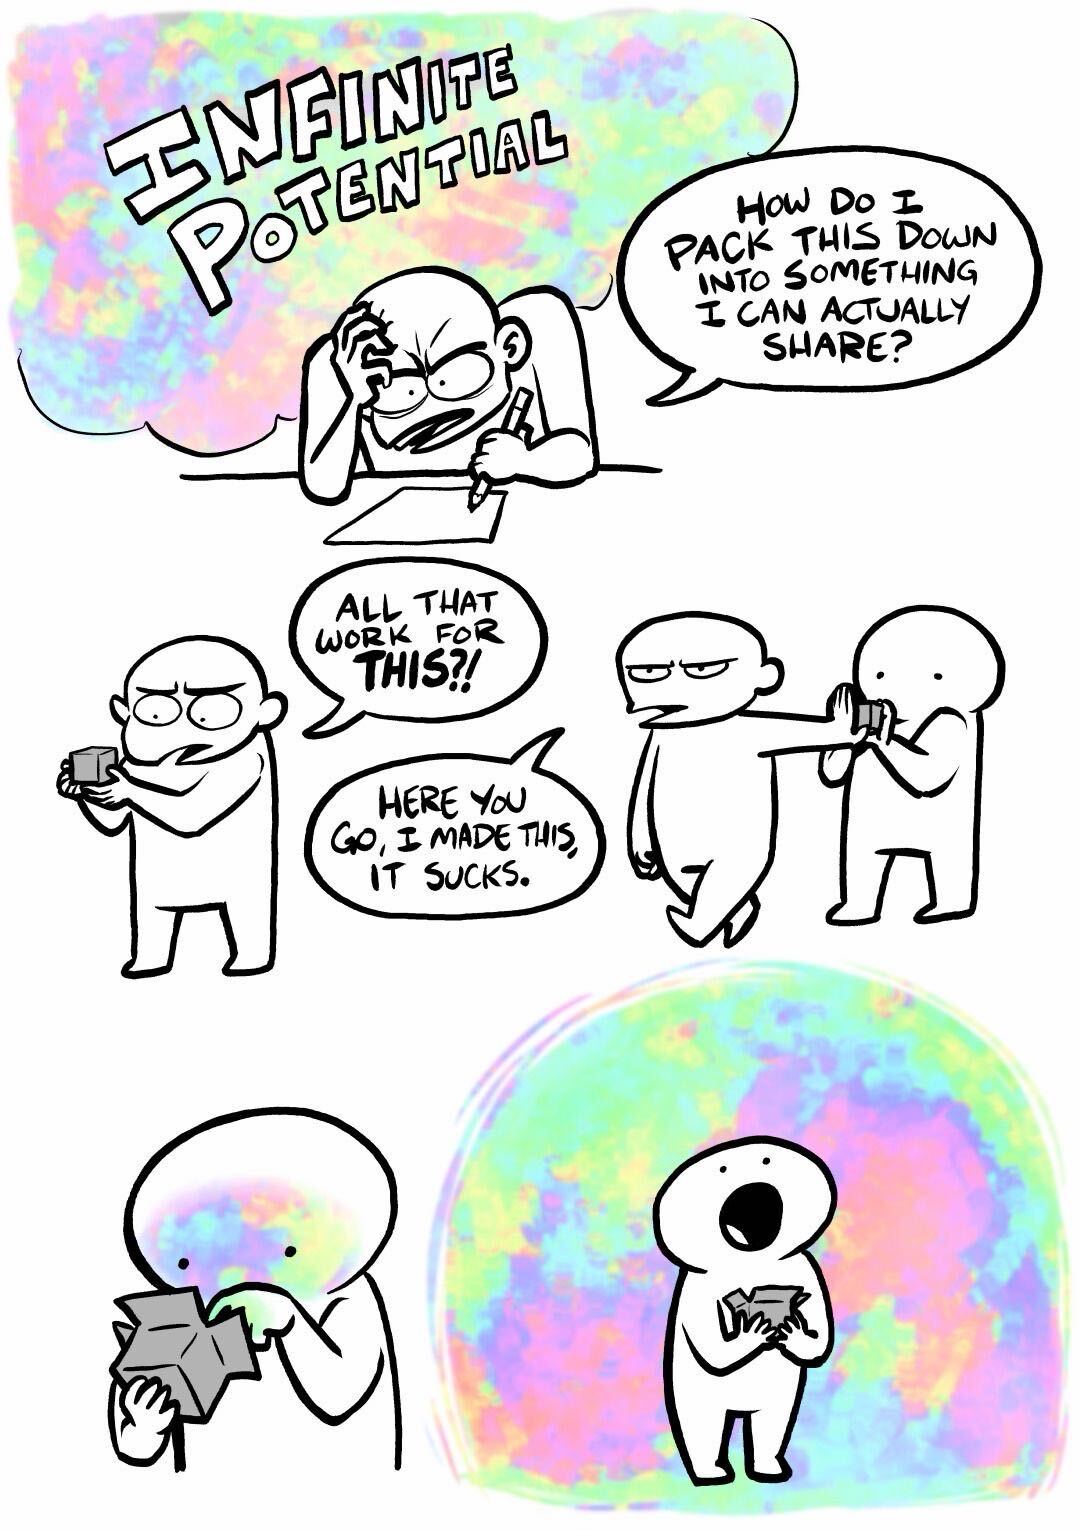 INFINITE
POTENTIAL
HOW DO I
PACK THIS DOWN
INTO SOMETHING
I CAN ACTUALLY
SHARE?
ALL THAT
WORK FOR
THIS?!
HERE YOU
GO, I MADE THIS,
IT SUCKS.